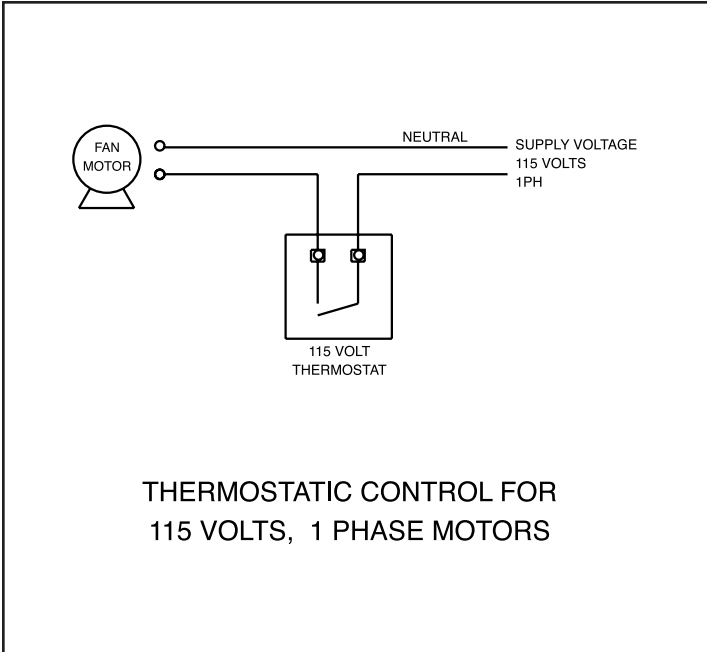 FAN
MOTOR
NEUTRAL
SUPPLY VOLTAGE
115 VOLTS
1PH
115 VOLT
THERMOSTAT
THERMOSTATIC CONTROL FOR
115 VOLTS, 1 PHASE MOTORS